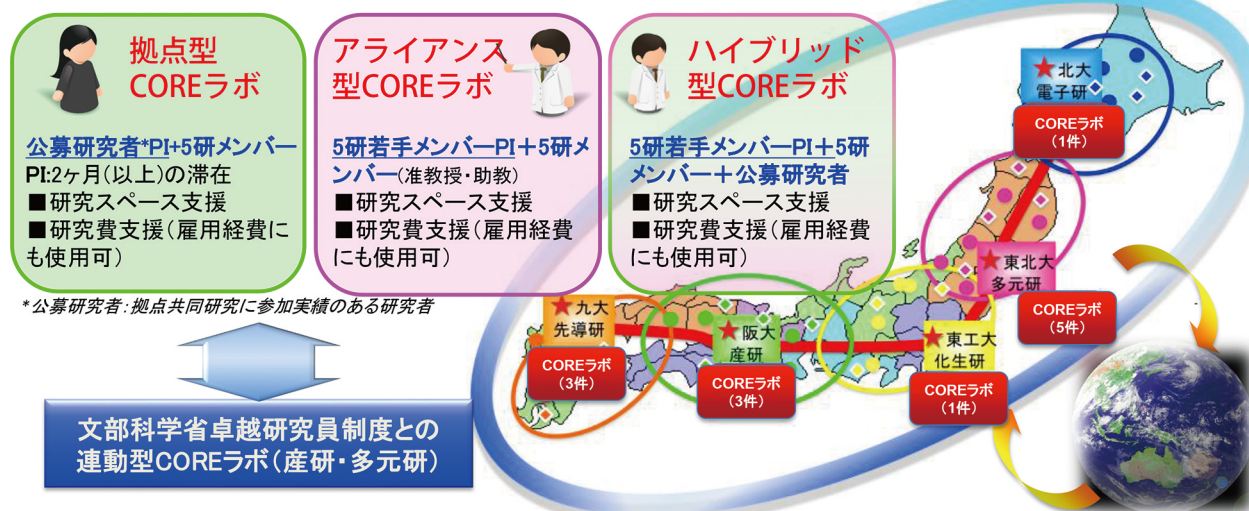 拠点型
COREラボ
公募研究者*PI+5研メンバー
PI:2ヶ月(以上)の滞在
■研究スペース支援
■研究費支援(雇用経費に
も使用可)
アライアンス
型COREラボ
5研若手メンバーPI+5研メ
ンバー(准教授・助教)
■研究スペース支援
■研究費支援(雇用経費
にも使用可)
ハイブリッド
型COREラボ
5研若手メンバーPI+5研
メンバー+公募研究者
■研究スペース支援
■研究費支援(雇用経費
にも使用可)
*公募研究者:拠点共同研究に参加実績のある研究者
文部科学省卓越研究員制度との
連動型COREラボ(産研・多元研)
★北大
電子研
COREラボ
(1件)
★東北大
多元研
COREラボ
(5件)
★東工大
化生研
COREラボ
(1件)
★阪大
産研
COREラボ
(3件)
★九大
先導研
COREラボ
(3件)